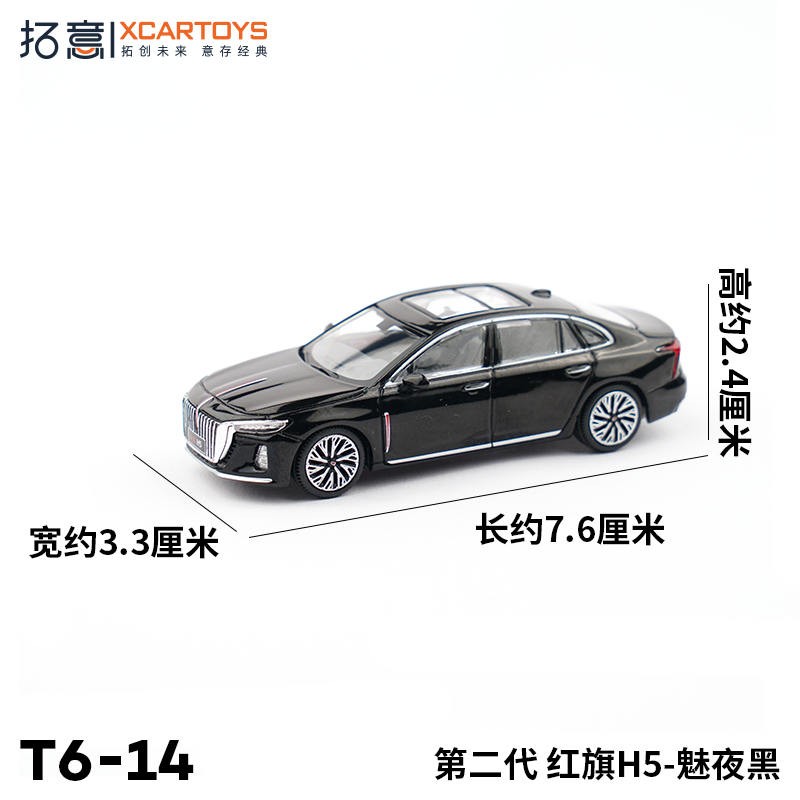 拓意 XCARTOYS
拓创未来 意存经典
高约2.4厘米
宽约3.3厘米
长约7.6厘米
T6-14
第二代 红旗H5-魅夜黑